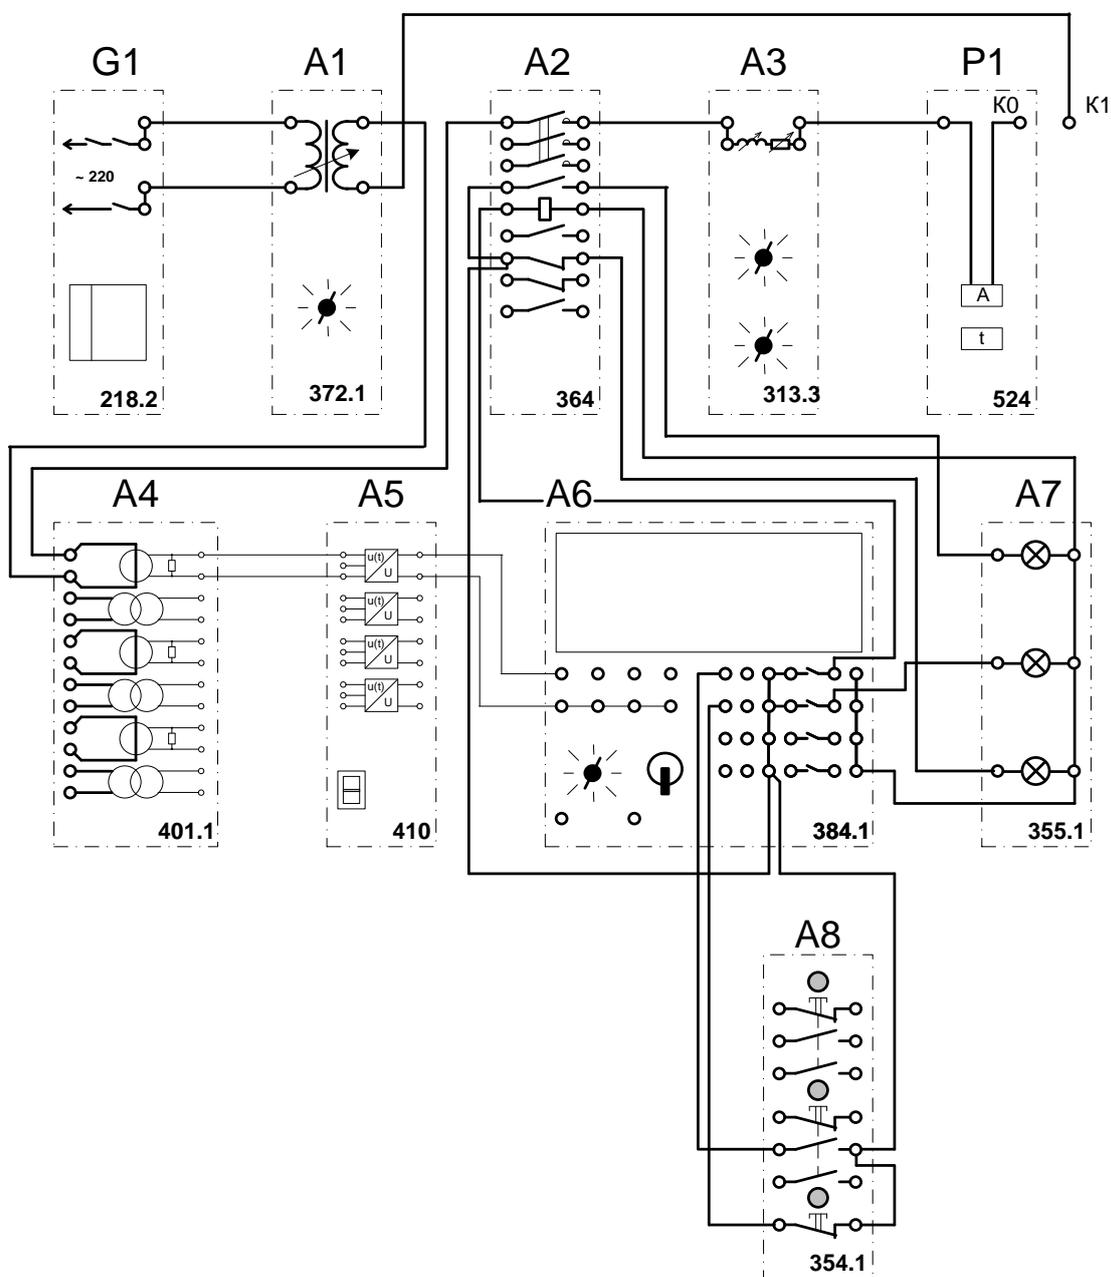 G1 A1 A2 A3 P1
K0 K1
~ 220
A
t
218.2 372.1 364 313.3 524
A4 A5 A6 A7
u(t)
U
u(t)
U
u(t)
U
u(t)
U
401.1 410 384.1 355.1
A8
354.1